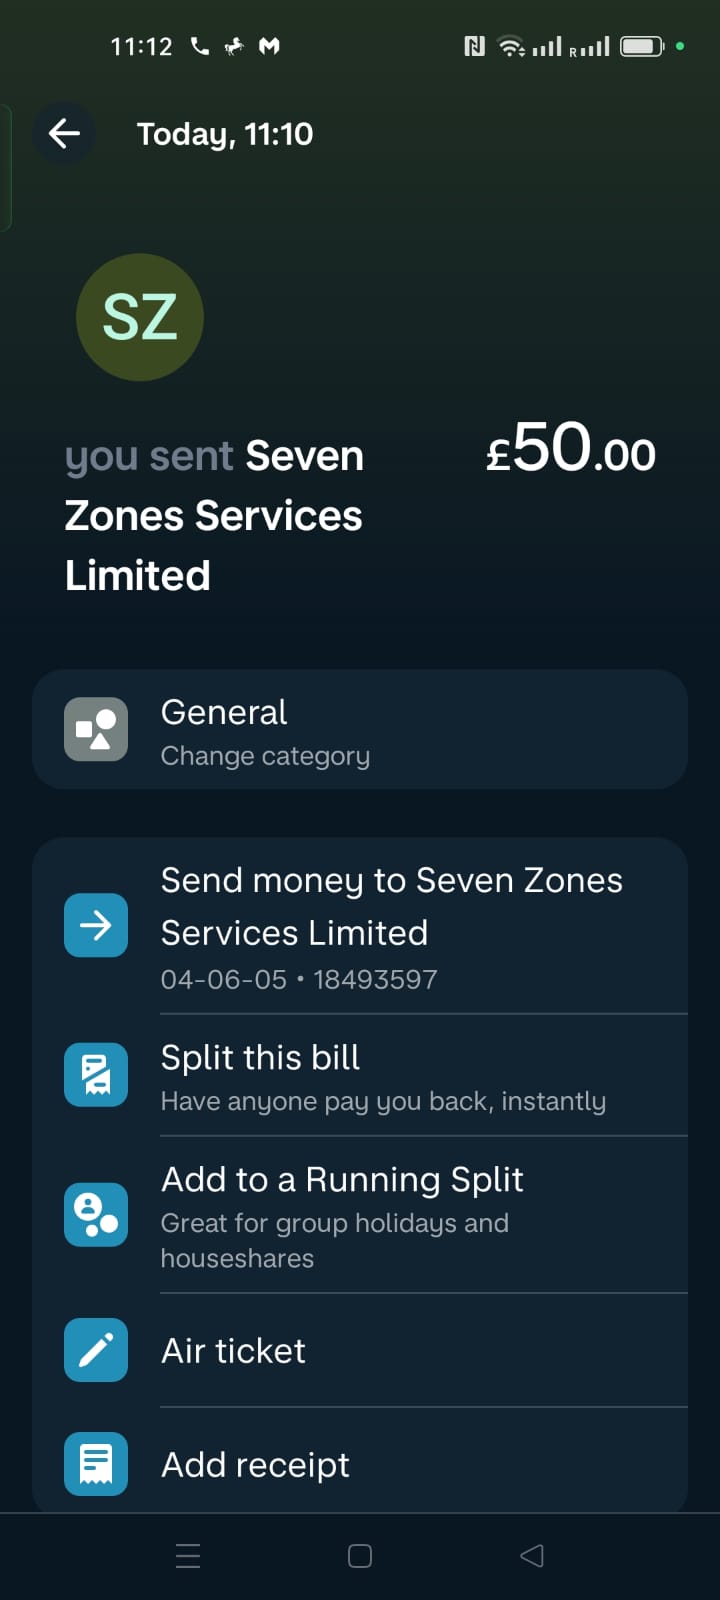 11:12
R
Today, 11:10
SZ
you sent Seven
Zones Services
Limited
£50.00
General
Change category
Send money to Seven Zones
Services Limited
04-06-05 • 18493597
Split this bill
Have anyone pay you back, instantly
Add to a Running Split
Great for group holidays and
houseshares
Air ticket
Add receipt